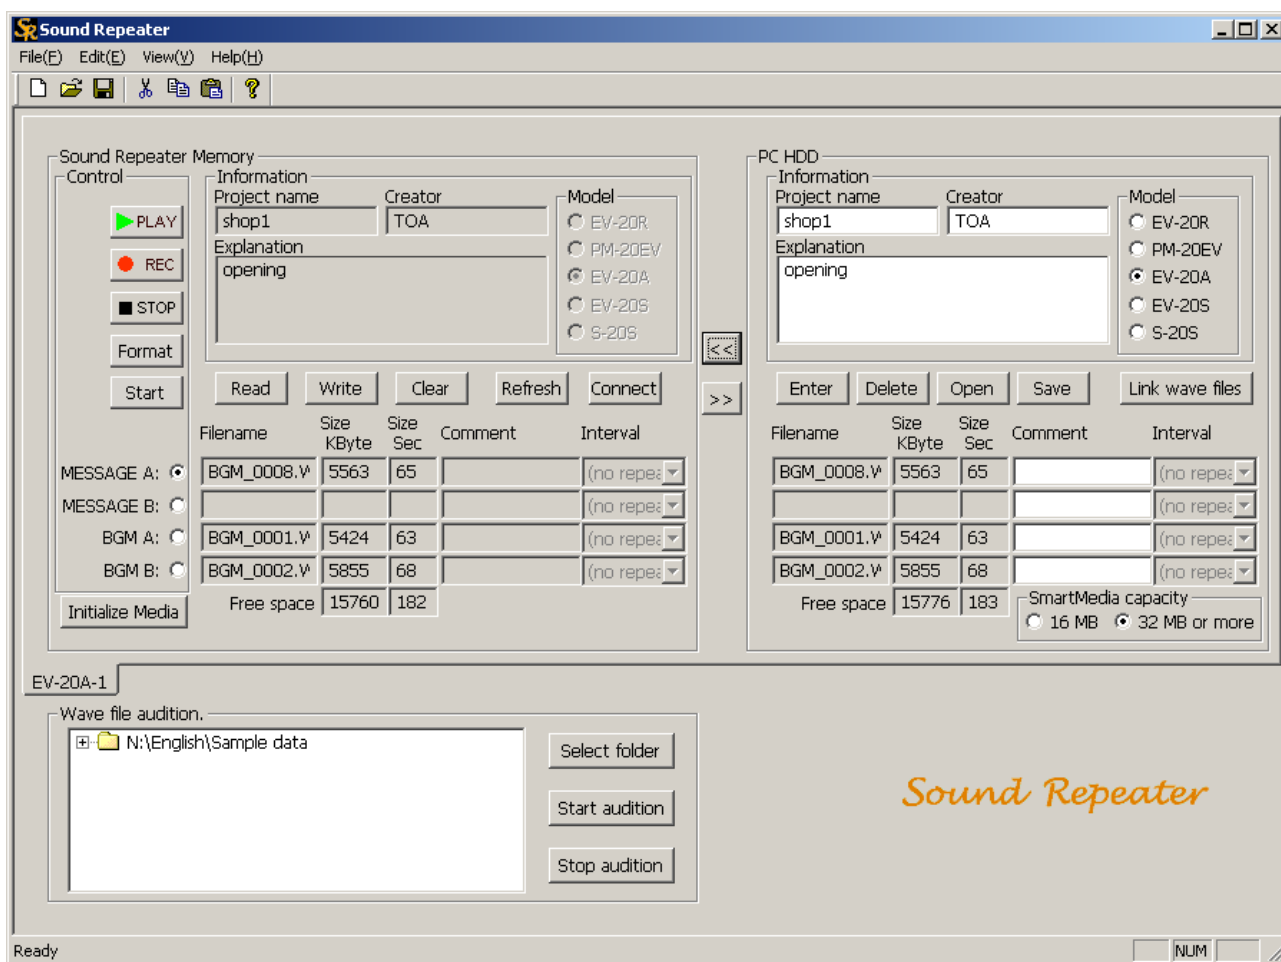 Sound Repeater
File(F) Edit(E) View(V) Help(H)
Sound Repeater Memory
Control
PLAY
REC
STOP
Format
Start
Information
Project name Creator
shop1 TOA
Explanation
opening
Model
EV-20R
PM-20EV
EV-20A
EV-20S
S-20S
Read Write Clear Refresh Connect
Filename Size KByte Size Sec Comment Interval
MESSAGE A: BGM_0008.W 5563 65 (no repea
MESSAGE B: (no repea
BGM A: BGM_0001.W 5424 63 (no repea
BGM B: BGM_0002.W 5855 68 (no repea
Initialize Media
Free space 15760 182
<<
>>
PC HDD
Information
Project name Creator
shop1 TOA
Explanation
opening
Model
EV-20R
PM-20EV
EV-20A
EV-20S
S-20S
Enter Delete Open Save Link wave files
Filename Size KByte Size Sec Comment Interval
BGM_0008.W 5563 65 (no repea
(no repea
BGM_0001.W 5424 63 (no repea
BGM_0002.W 5855 68 (no repea
Free space 15776 183
SmartMedia capacity
16 MB 32 MB or more
EV-20A-1
Wave file audition.
N:\English\Sample data
Select folder
Start audition
Stop audition
Sound Repeater
Ready NUM